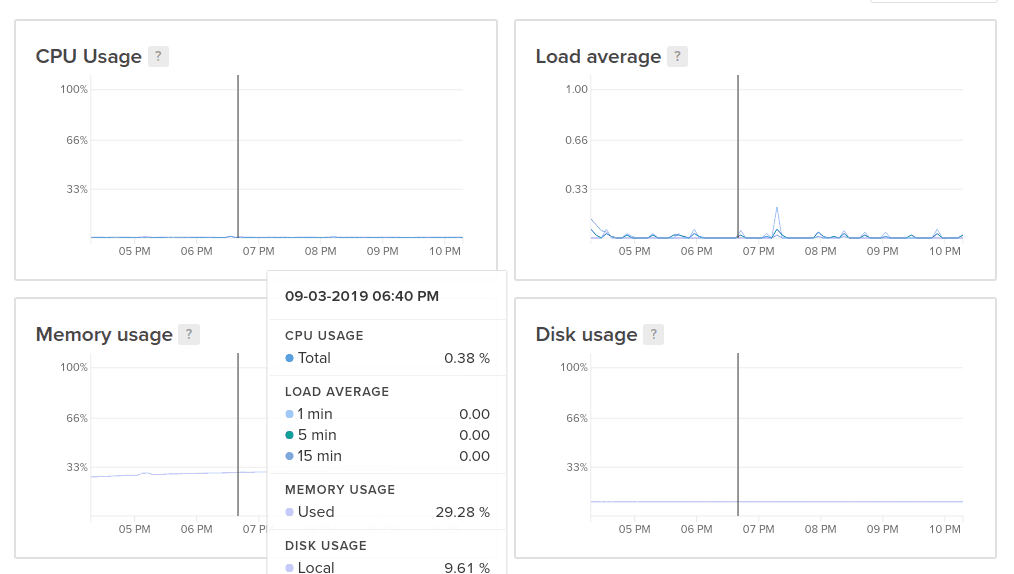 CPU Usage ?
100%
66%
33%
05 PM 06 PM 07 PM 08 PM 09 PM 10 PM
Load average ?
1.00
0.66
0.33
05 PM 06 PM 07 PM 08 PM 09 PM 10 PM
Memory usage ?
100%
66%
33%
05 PM 06 PM 07 P
09-03-2019 06:40 PM
CPU USAGE
Total 0.38 %
LOAD AVERAGE
1 min 0.00
5 min 0.00
15 min 0.00
MEMORY USAGE
Used 29.28 %
DISK USAGE
Local 9.61 %
Disk usage ?
100%
66%
33%
05 PM 06 PM 07 PM 08 PM 09 PM 10 PM